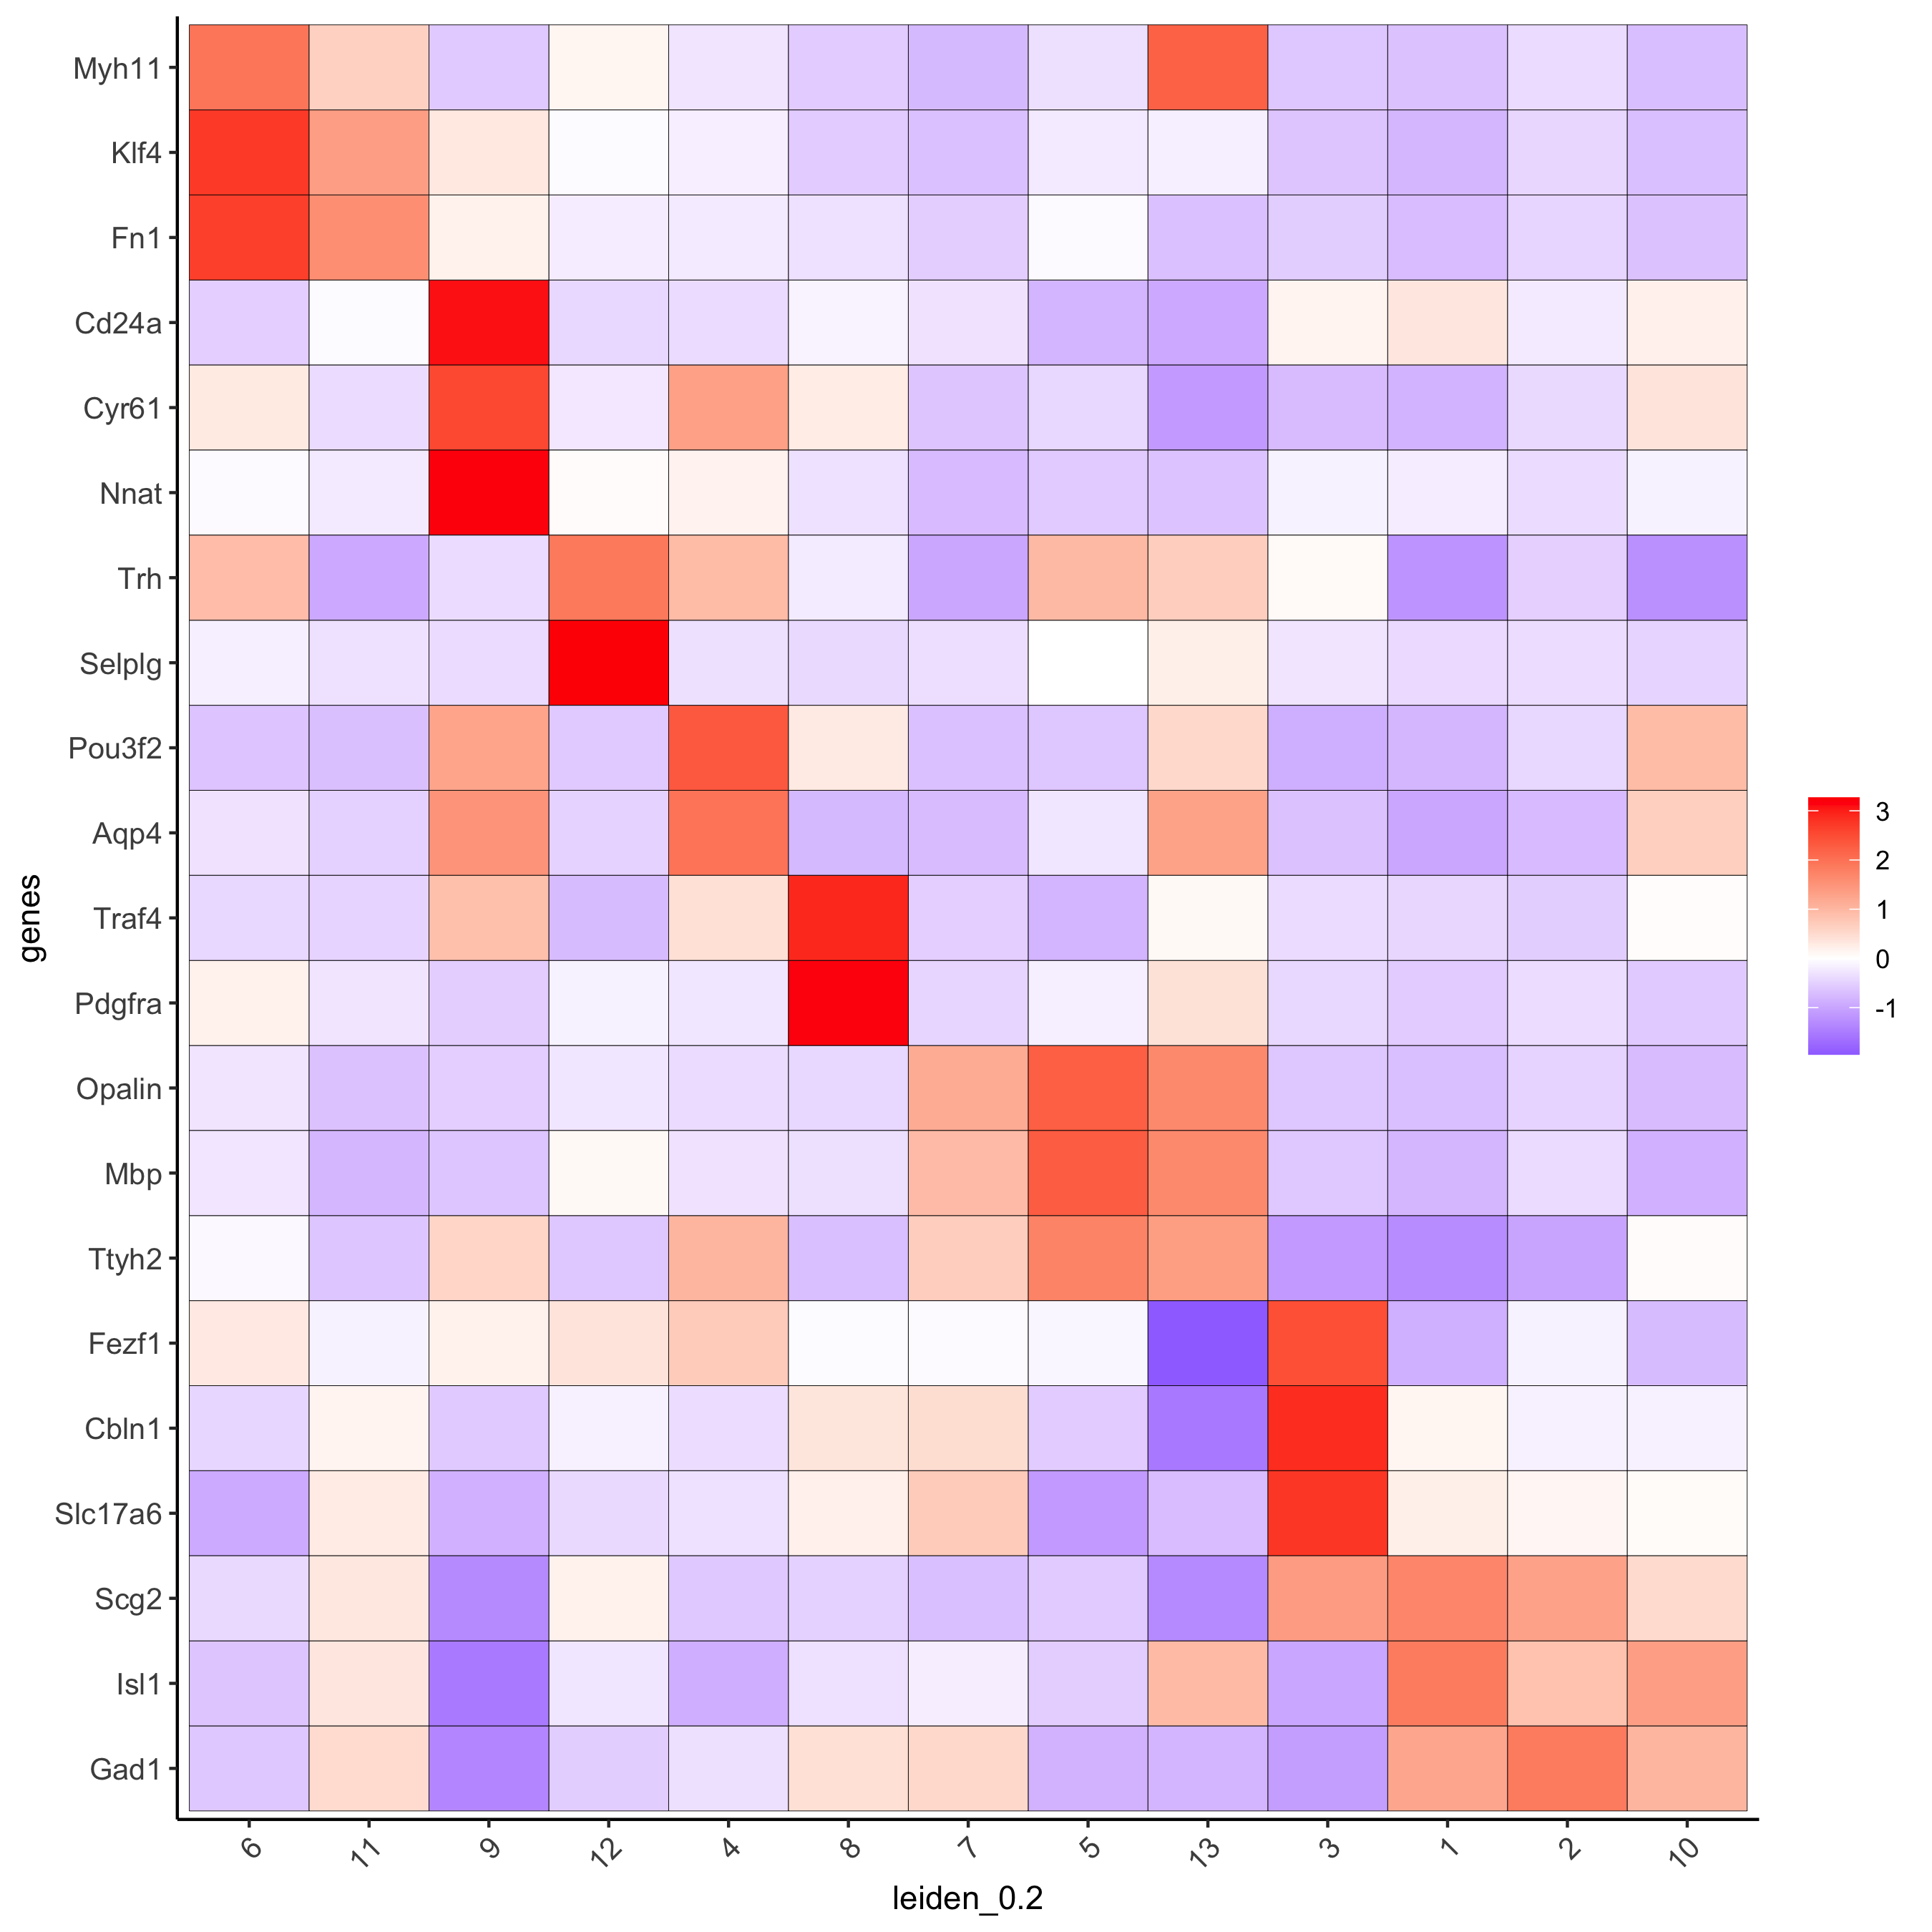 Myh11
Klf4
Fn1
Cd24a
Cyr61
Nnat
Trh
Selplg
Pou3f2
Aqp4
Traf4
Pdgfra
Opalin
Mbp
Ttyh2
Fezf1
Cbln1
Slc17a6
Scg2
Isl1
Gad1
genes
6 11 9 12 4 8 7 5 13 3 1 2 10
leiden_0.2
3
2
1
0
-1